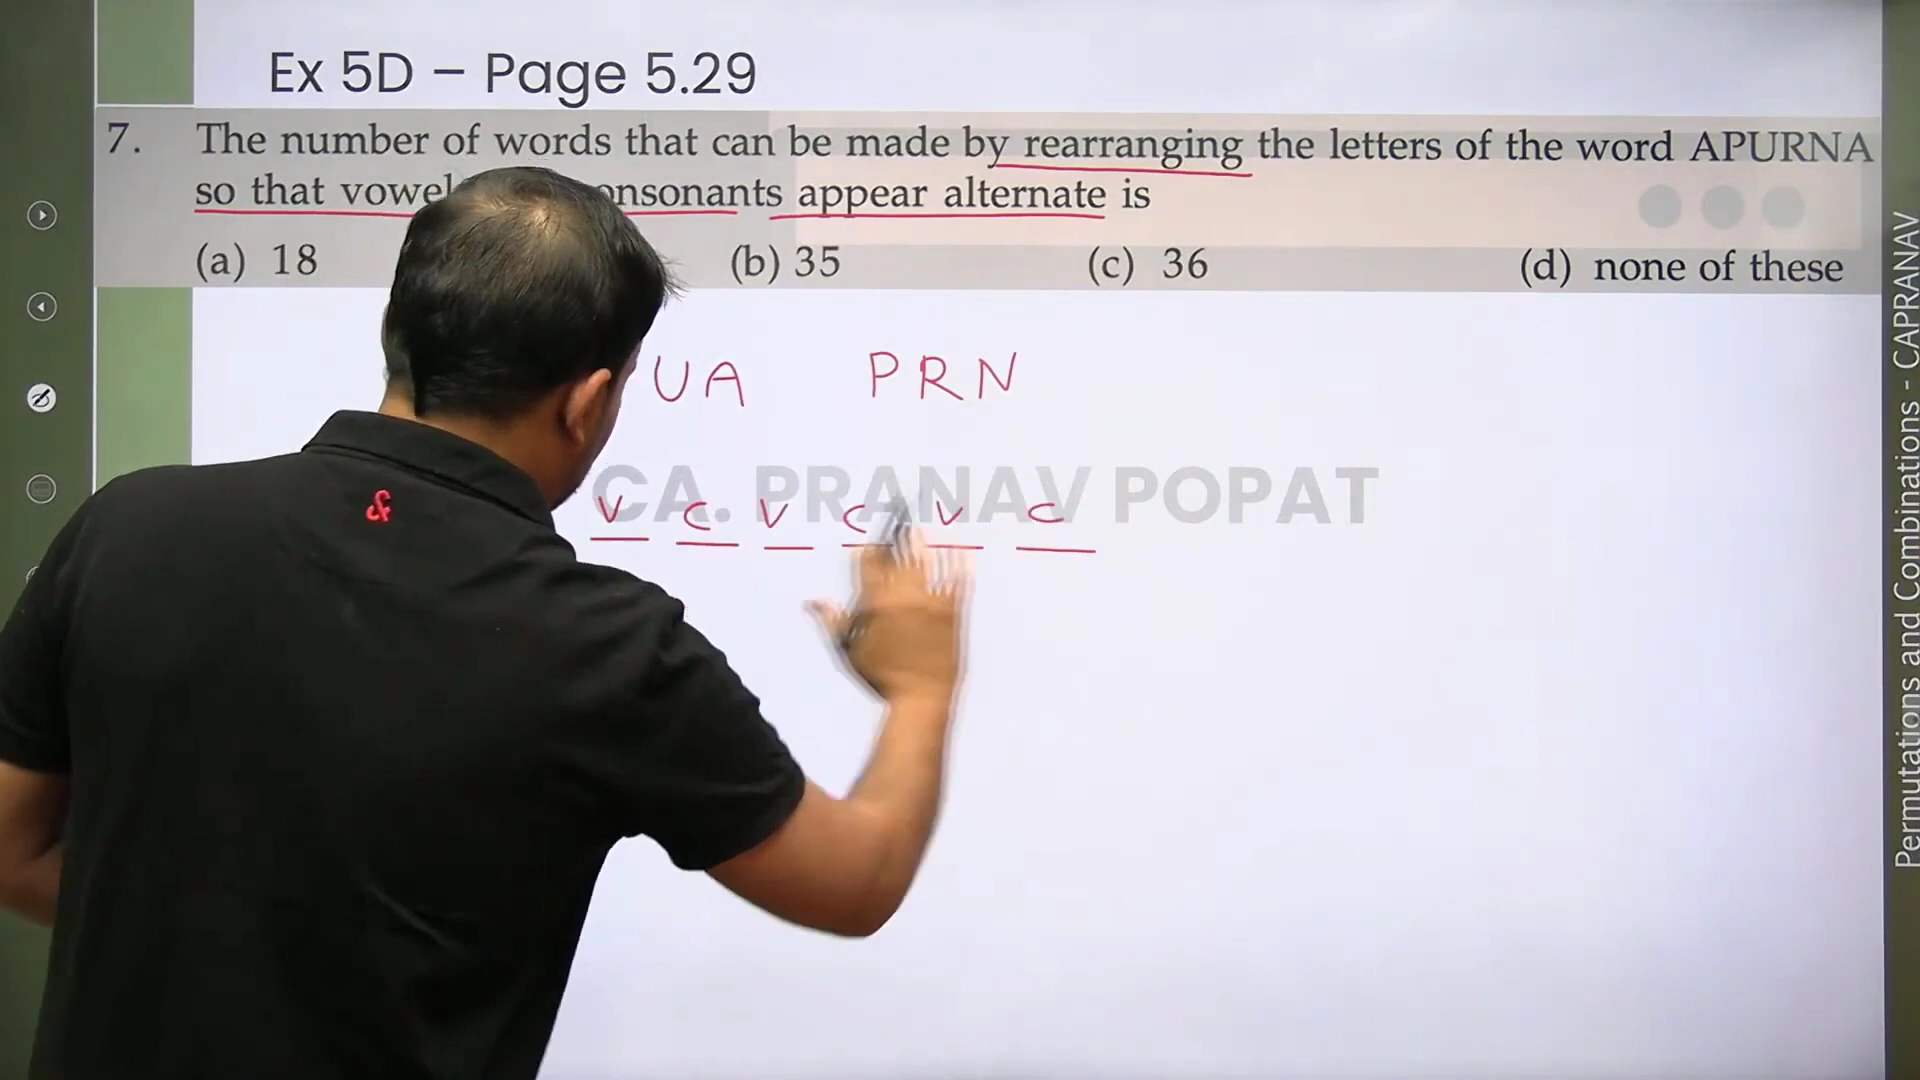 Ex 5D – Page 5.29
7. The number of words that can be made by rearranging the letters of the word APURNA
so that vowel onsonants appear alternate is
(a) 18 (b) 35 (c) 36 (d) none of these
UA PRN
CA. PRANAV POPAT
V C V C V C
Permutations and Combinations - CAPRANAV